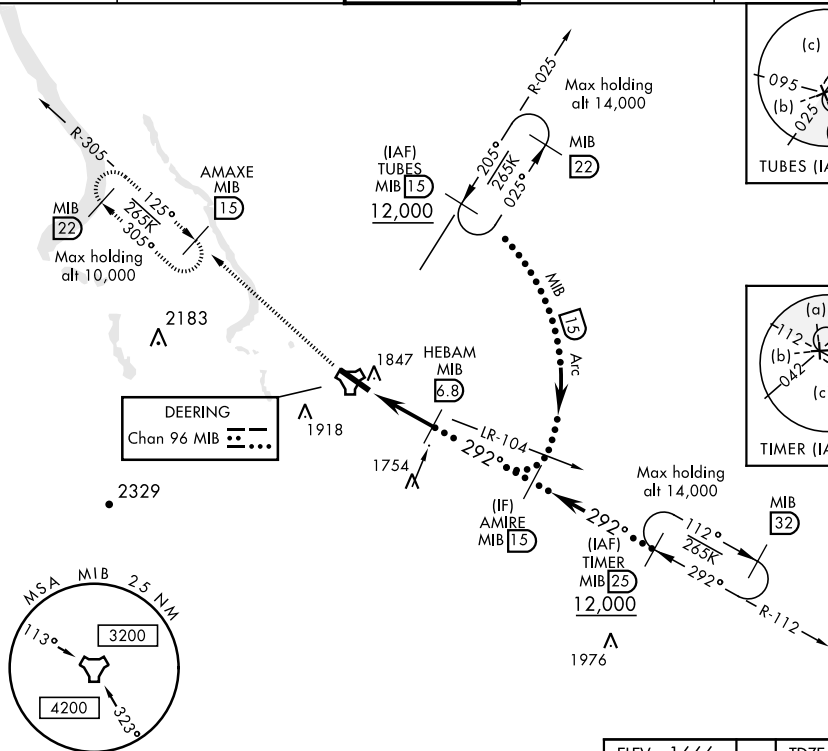 R-025
Max holding
alt 14,000
(c)
095
(b)
025
TUBES (IA
R-305
AMAXE
MIB
15
125°
265K
305°
MIB
22
Max holding
alt 10,000
(IAF)
TUBES
MIB 15
12,000
205°
265K
025°
MIB
22
MIB
15
Arc
2183
1847
HEBAM
MIB
6.8
DEERING
Chan 96 MIB
1918
1754
LR-104
292°
2329
(IF)
AMIRE
MIB 15
292°
(IAF)
TIMER
MIB 25
12,000
Max holding
alt 14,000
112°
265K
292°
MIB
32
R-112
1976
(a)
112
(b)
042
(c
TIMER (IA
MSA MIB 25 NM
113°
3200
4200
323°
ELEV 1666
TDZE